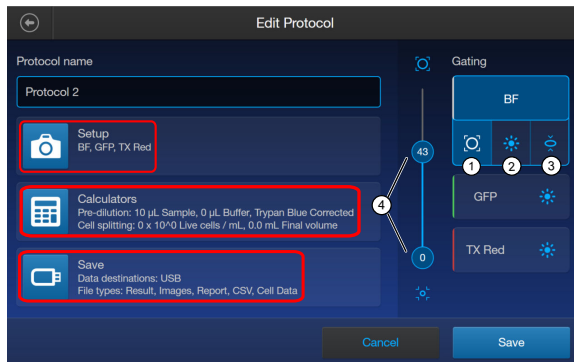 Edit Protocol
Protocol name
Protocol 2
Setup
BF, GFP, TX Red
Calculators
Pre-dilution: 10 µL Sample, 0 µL Buffer, Trypan Blue Corrected
Cell splitting: 0 x 10^0 Live cells / mL, 0.0 mL Final volume
Save
Data destinations: USB
File types: Result, Images, Report, CSV, Cell Data
43
4
0
Gating
BF
1 2 3
GFP
TX Red
Cancel
Save